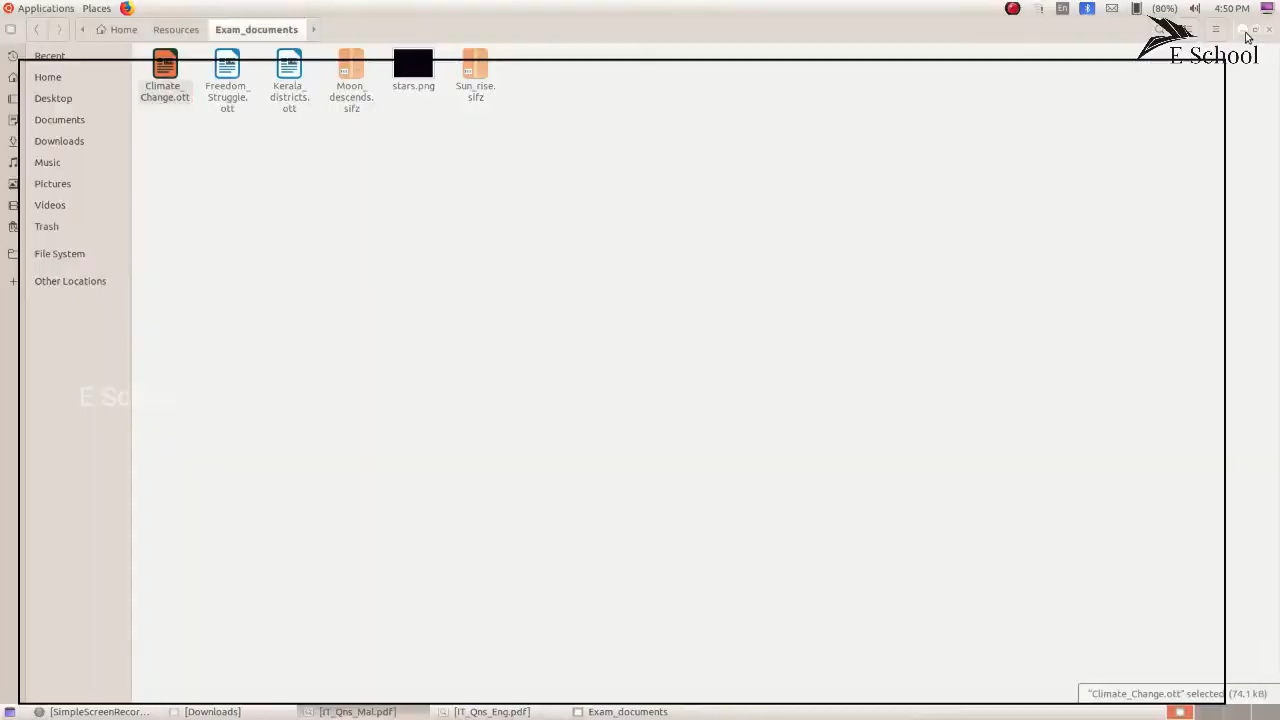 Applications Places En (80%) 4:50 PM
Home Resources Exam_documents
E School
Recent
Home
Desktop
Documents
Downloads
Music
Pictures
Videos
Trash
File System
+ Other Locations
Climate_
Change.ott
Freedom_
Struggle.
ott
Kerala_
districts.
ott
Moon_
descends.
sifz
stars.png
Sun_rise.
sifz
E Sc
"Climate_Change.ott" selected (74.1 kB)
[SimpleScreenRecor... [Downloads] [IT_Qns_Mal.pdf] [IT_Qns_Eng.pdf] Exam_documents